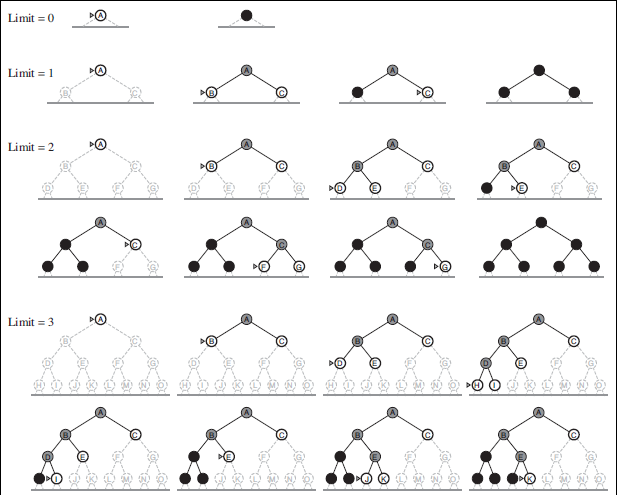 Limit = 0 A
Limit = 1 A A A
B C B C C
Limit = 2 A A A A
B C B C B C B C
D E F G D E F G D E F G E F G
A A A
C C C
F G F G G
Limit = 3 A A A A
B C B C B C B C
D E F G D E F G D E F G D E F G
H I J K L M N O H I J K L M N O H I J K L M N O H I J K L M N O
A A A A
B C B C B C B C
D E F G E F G E F G E F G
I J K L M N O J K L M N O J K L M N O K L M N O